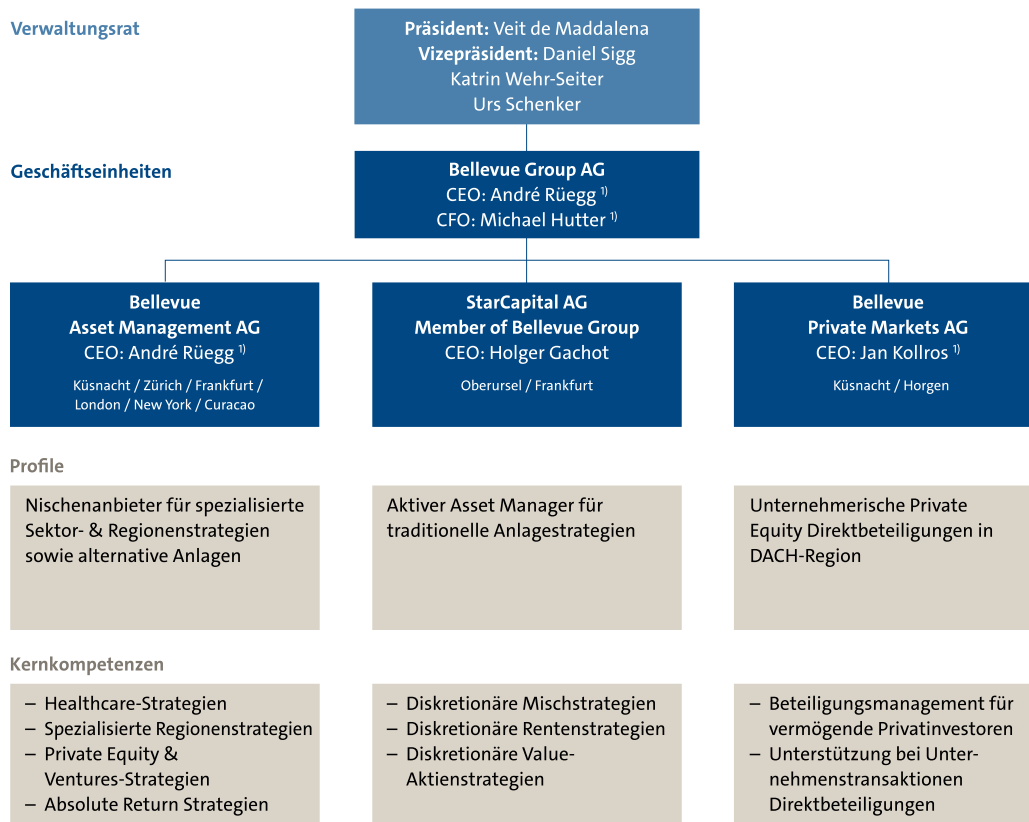 Verwaltungsrat
Präsident: Veit de Maddalena
Vizepräsident: Daniel Sigg
Katrin Wehr-Seiter
Urs Schenker
Geschäftseinheiten
Bellevue Group AG
CEO: André Rüegg 1)
CFO: Michael Hutter 1)
Bellevue
Asset Management AG
CEO: André Rüegg 1)
Küsnacht / Zürich / Frankfurt /
London / New York / Curacao
StarCapital AG
Member of Bellevue Group
CEO: Holger Gachot
Oberursel / Frankfurt
Bellevue
Private Markets AG
CEO: Jan Kollros 1)
Küsnacht / Horgen
Profile
Nischenanbieter für spezialisierte
Sektor- & Regionenstrategien
sowie alternative Anlagen
Aktiver Asset Manager für
traditionelle Anlagestrategien
Unternehmerische Private
Equity Direktbeteiligungen in
DACH-Region
Kernkompetenzen
– Healthcare-Strategien
– Spezialisierte Regionenstrategien
– Private Equity &
Ventures-Strategien
– Absolute Return Strategien
– Diskretionäre Mischstrategien
– Diskretionäre Rentenstrategien
– Diskretionäre Value-
Aktienstrategien
– Beteiligungsmanagement für
vermögende Privatinvestoren
– Unterstützung bei Unter-
nehmenstransaktionen
Direktbeteiligungen